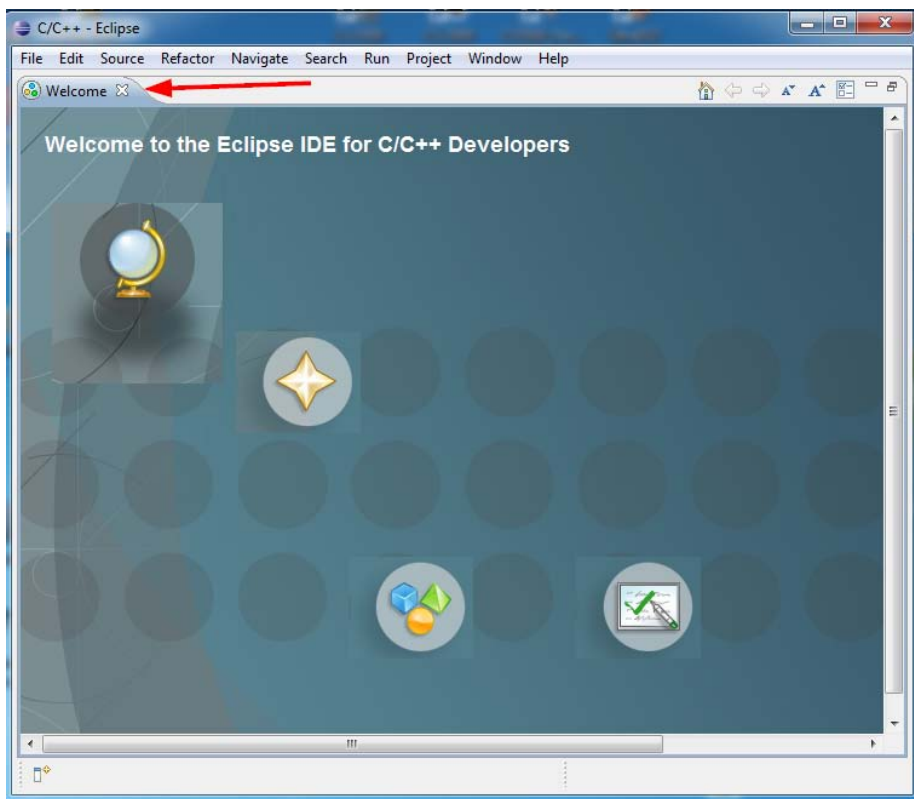 C/C++ - Eclipse
File Edit Source Refactor Navigate Search Run Project Window Help
Welcome
Welcome to the Eclipse IDE for C/C++ Developers